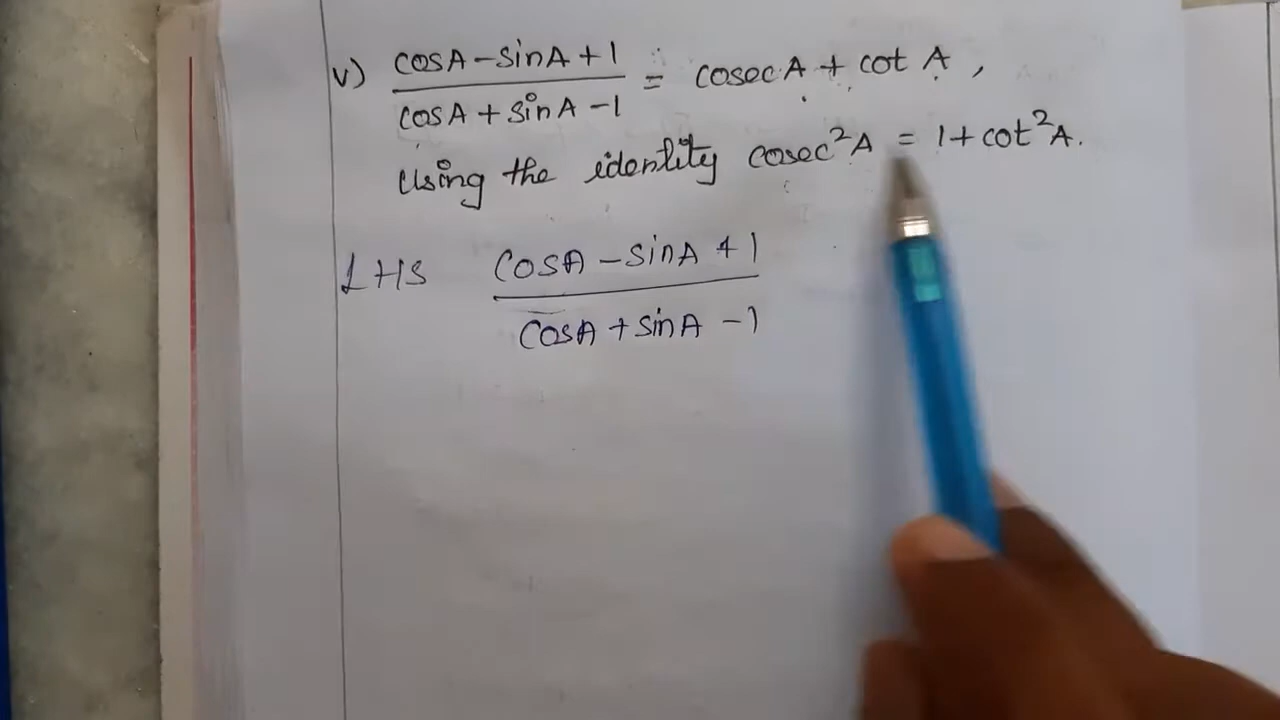 v) cosA - sinA + 1 / cosA + sinA - 1 = cosecA + cot A,
Using the identity cosec²A = 1 + cot²A.
LHS cosA - sinA + 1 / cosA + sinA - 1